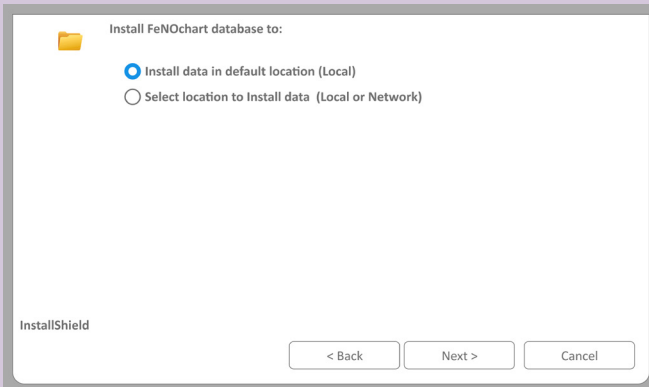 Install FeNOchart database to:
Install data in default location (Local)
Select location to Install data (Local or Network)
InstallShield
< Back
Next >
Cancel